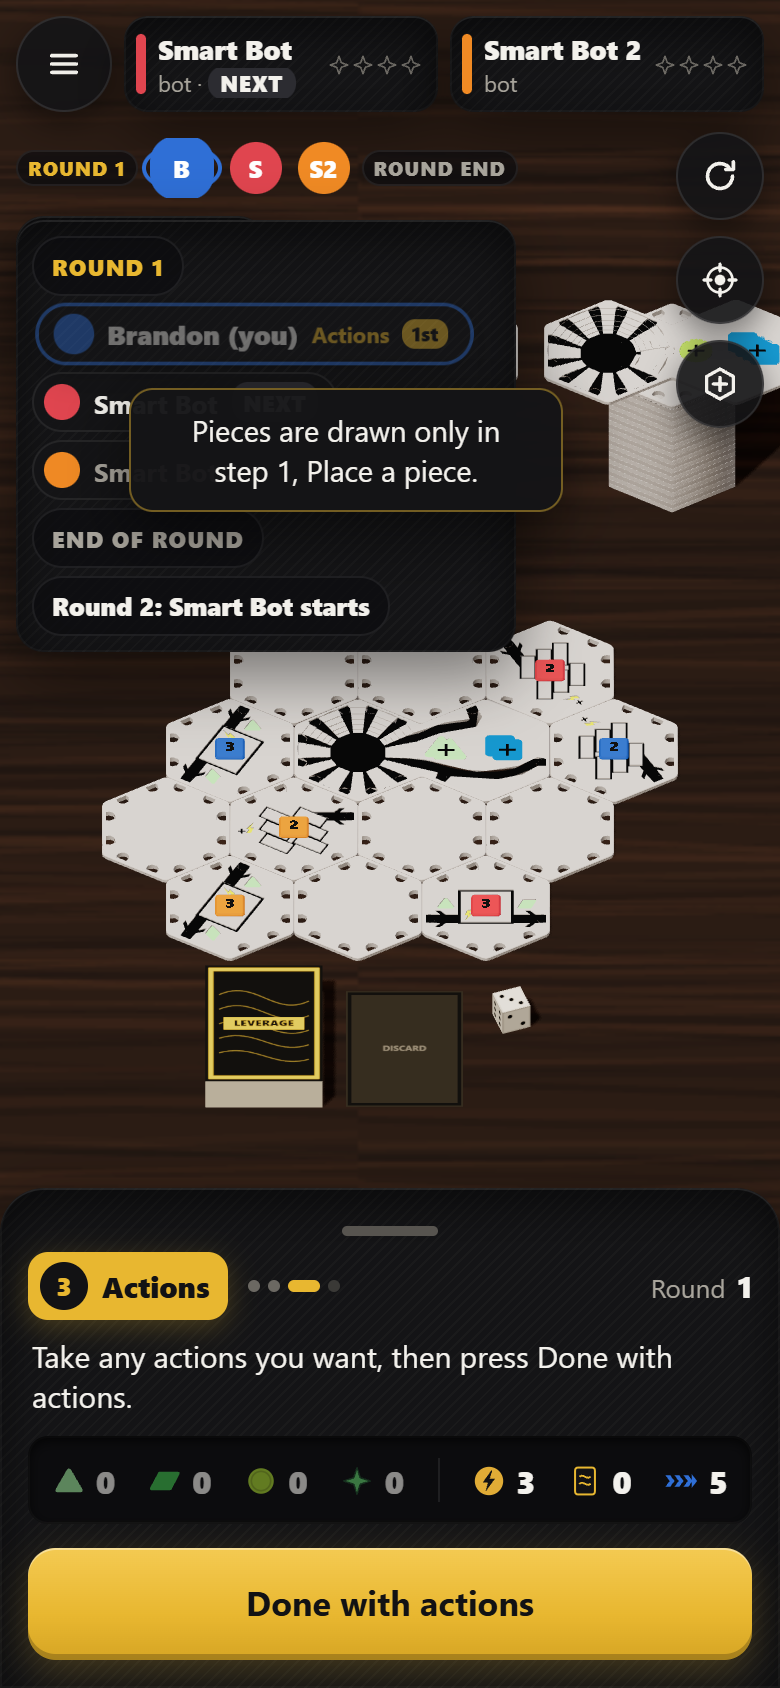 Smart Bot
bot · NEXT
Smart Bot 2
bot
ROUND 1
B
S
S2
ROUND END
ROUND 1
Brandon (you) Actions 1st
Smart Bot NEXT
Pieces are drawn only in
step 1, Place a piece.
END OF ROUND
Round 2: Smart Bot starts
2
3
2
2
3
3
LEVERAGE
DISCARD
3 Actions
Round 1
Take any actions you want, then press Done with
actions.
0 0 0 0 3 0 5
Done with actions